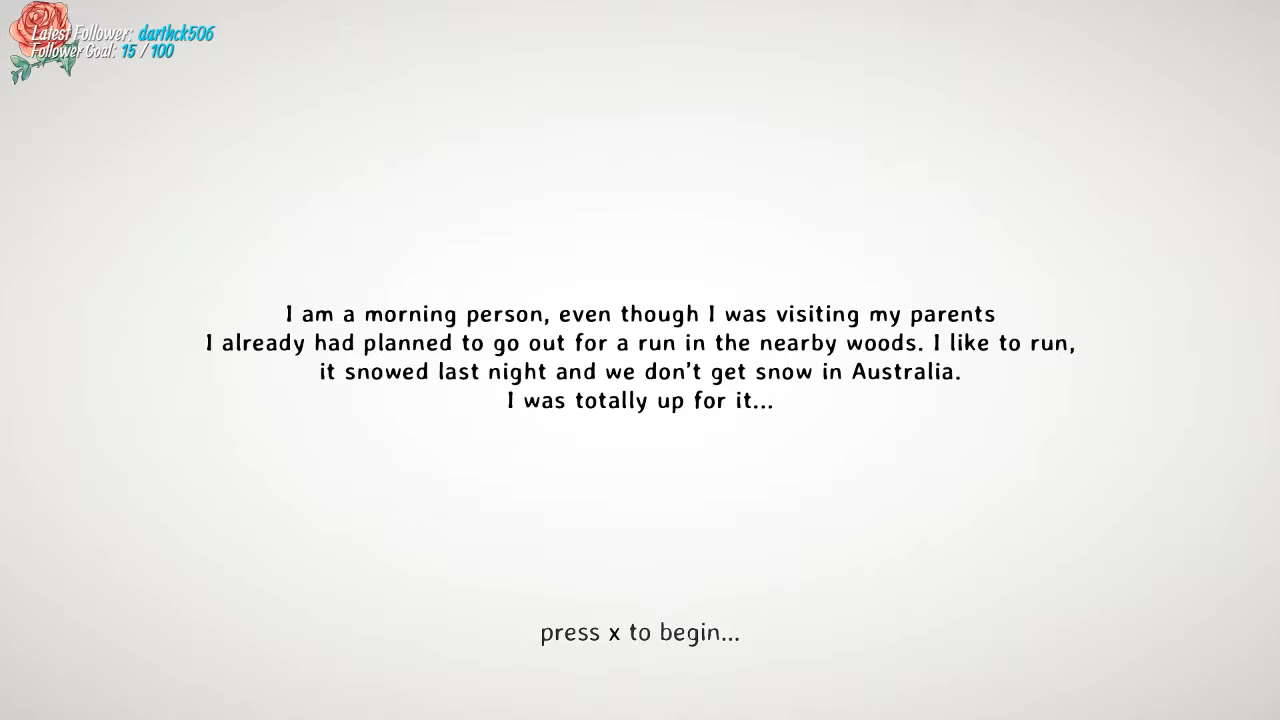 Latest Follower: darthck506
Follower Goal: 15 / 100
I am a morning person, even though I was visiting my parents
I already had planned to go out for a run in the nearby woods. I like to run,
it snowed last night and we don't get snow in Australia.
I was totally up for it...
press x to begin...